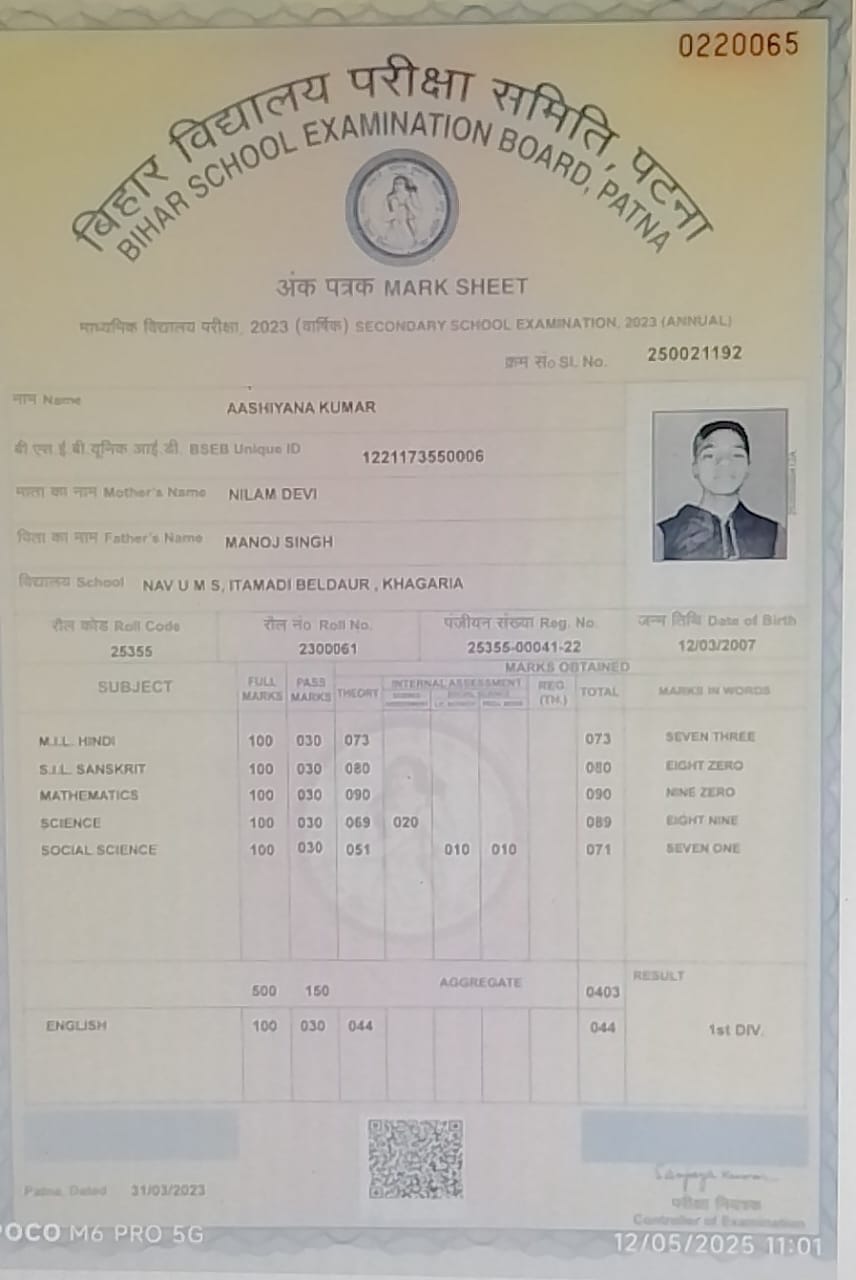 0220065
बिहार विद्यालय परीक्षा समिति, पटना
BIHAR SCHOOL EXAMINATION BOARD, PATNA
अंक पत्रक MARK SHEET
माध्यमिक विद्यालय परीक्षा, 2023 (वार्षिक) SECONDARY SCHOOL EXAMINATION, 2023 (ANNUAL)
क्रम सं० Sl. No. 250021192
नाम Name AASHIYANA KUMAR
बी.एस.ई.बी.यूनिक आई.डी. BSEB Unique ID 1221173550006
माता का नाम Mother's Name NILAM DEVI
पिता का नाम Father's Name MANOJ SINGH
विद्यालय School NAV U M S, ITAMADI BELDAUR , KHAGARIA
रौल कोड Roll Code रौल नं० Roll No. पंजीयन संख्या Reg. No. जन्म तिथि Date of Birth
25355 2300061 25355-00041-22 12/03/2007
MARKS OBTAINED
SUBJECT FULL MARKS PASS MARKS THEORY INTERNAL ASSESSMENT REG. (TH.) TOTAL MARKS IN WORDS
M.I.L. HINDI 100 030 073 073 SEVEN THREE
S.I.L. SANSKRIT 100 030 080 080 EIGHT ZERO
MATHEMATICS 100 030 090 090 NINE ZERO
SCIENCE 100 030 069 020 089 EIGHT NINE
SOCIAL SCIENCE 100 030 051 010 010 071 SEVEN ONE
500 150 AGGREGATE 0403 RESULT
ENGLISH 100 030 044 044 1st DIV.
Patna, Dated 31/03/2023
परीक्षा नियंत्रक
Controller of Examination
POCO M6 PRO 5G
12/05/2025 11:01